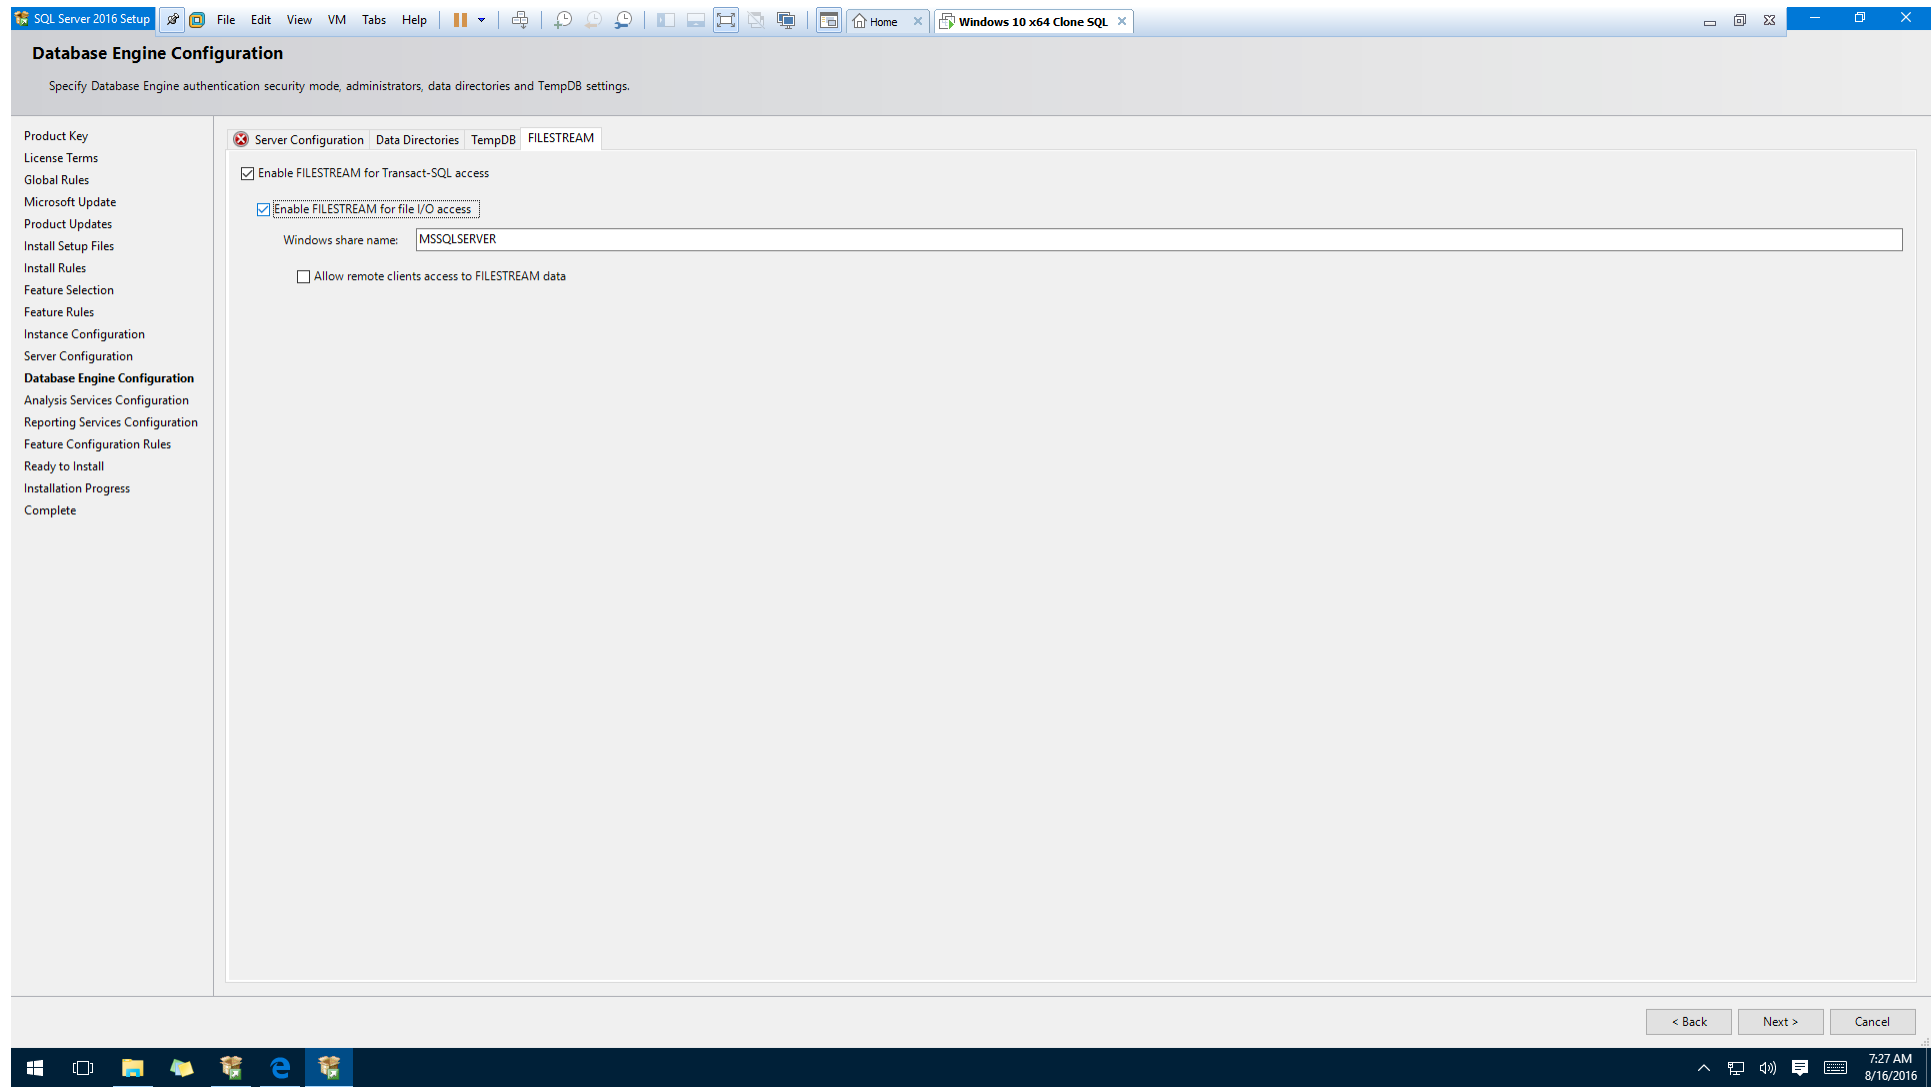 SQL Server 2016 Setup File Edit View VM Tabs Help Home Windows 10 x64 Clone SQL
Database Engine Configuration
Specify Database Engine authentication security mode, administrators, data directories and TempDB settings.
Product Key
License Terms
Global Rules
Microsoft Update
Product Updates
Install Setup Files
Install Rules
Feature Selection
Feature Rules
Instance Configuration
Server Configuration
Database Engine Configuration
Analysis Services Configuration
Reporting Services Configuration
Feature Configuration Rules
Ready to Install
Installation Progress
Complete
Server Configuration Data Directories TempDB FILESTREAM
Enable FILESTREAM for Transact-SQL access
Enable FILESTREAM for file I/O access
Windows share name: MSSQLSERVER
Allow remote clients access to FILESTREAM data
< Back Next > Cancel
7:27 AM
8/16/2016